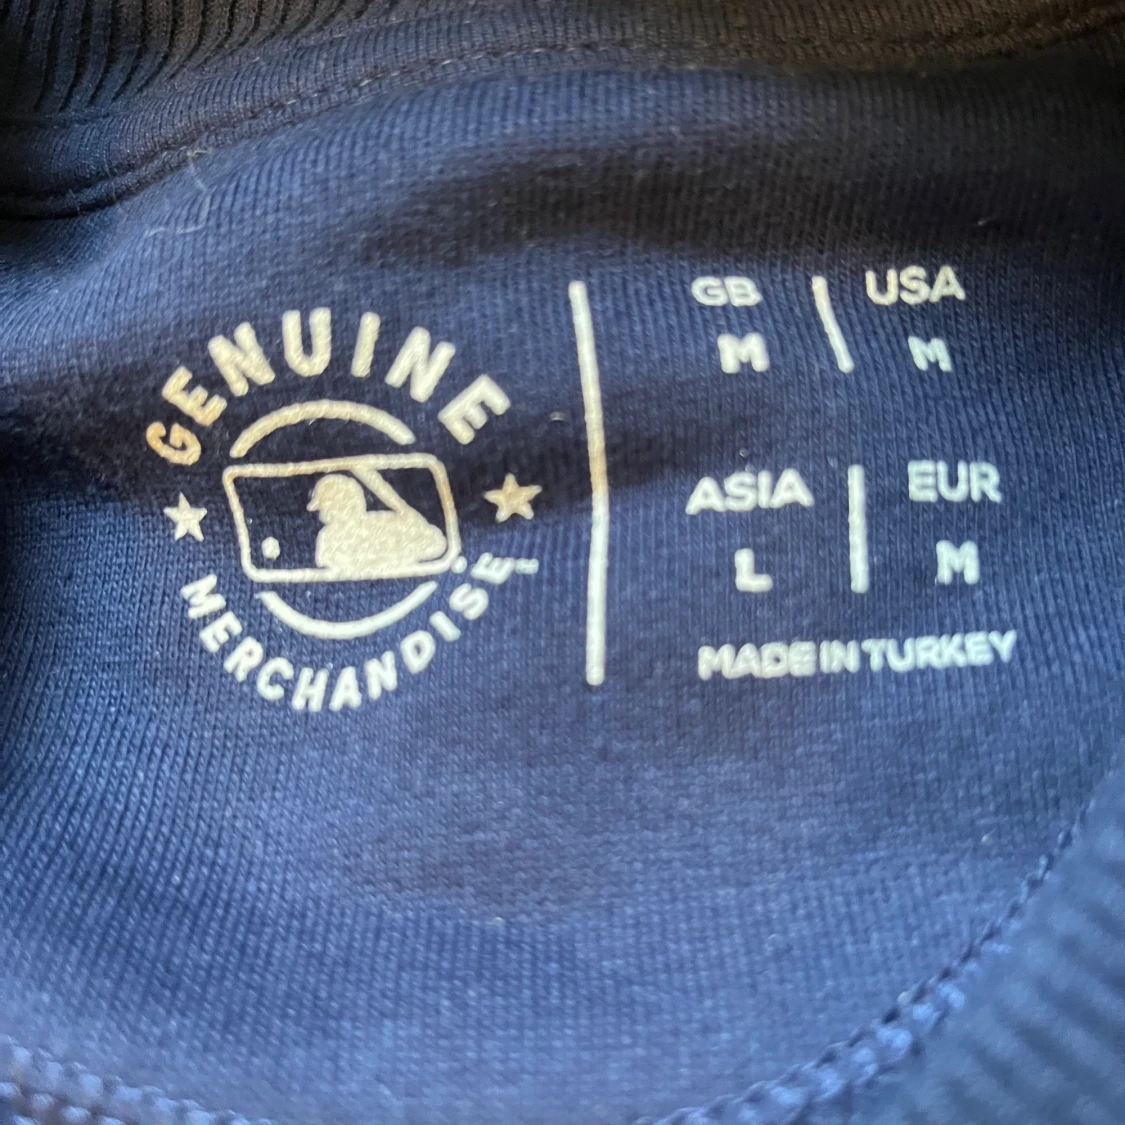 GENUINE
MERCHANDISE™
GB | USA
M M
ASIA | EUR
L M
MADE IN TURKEY